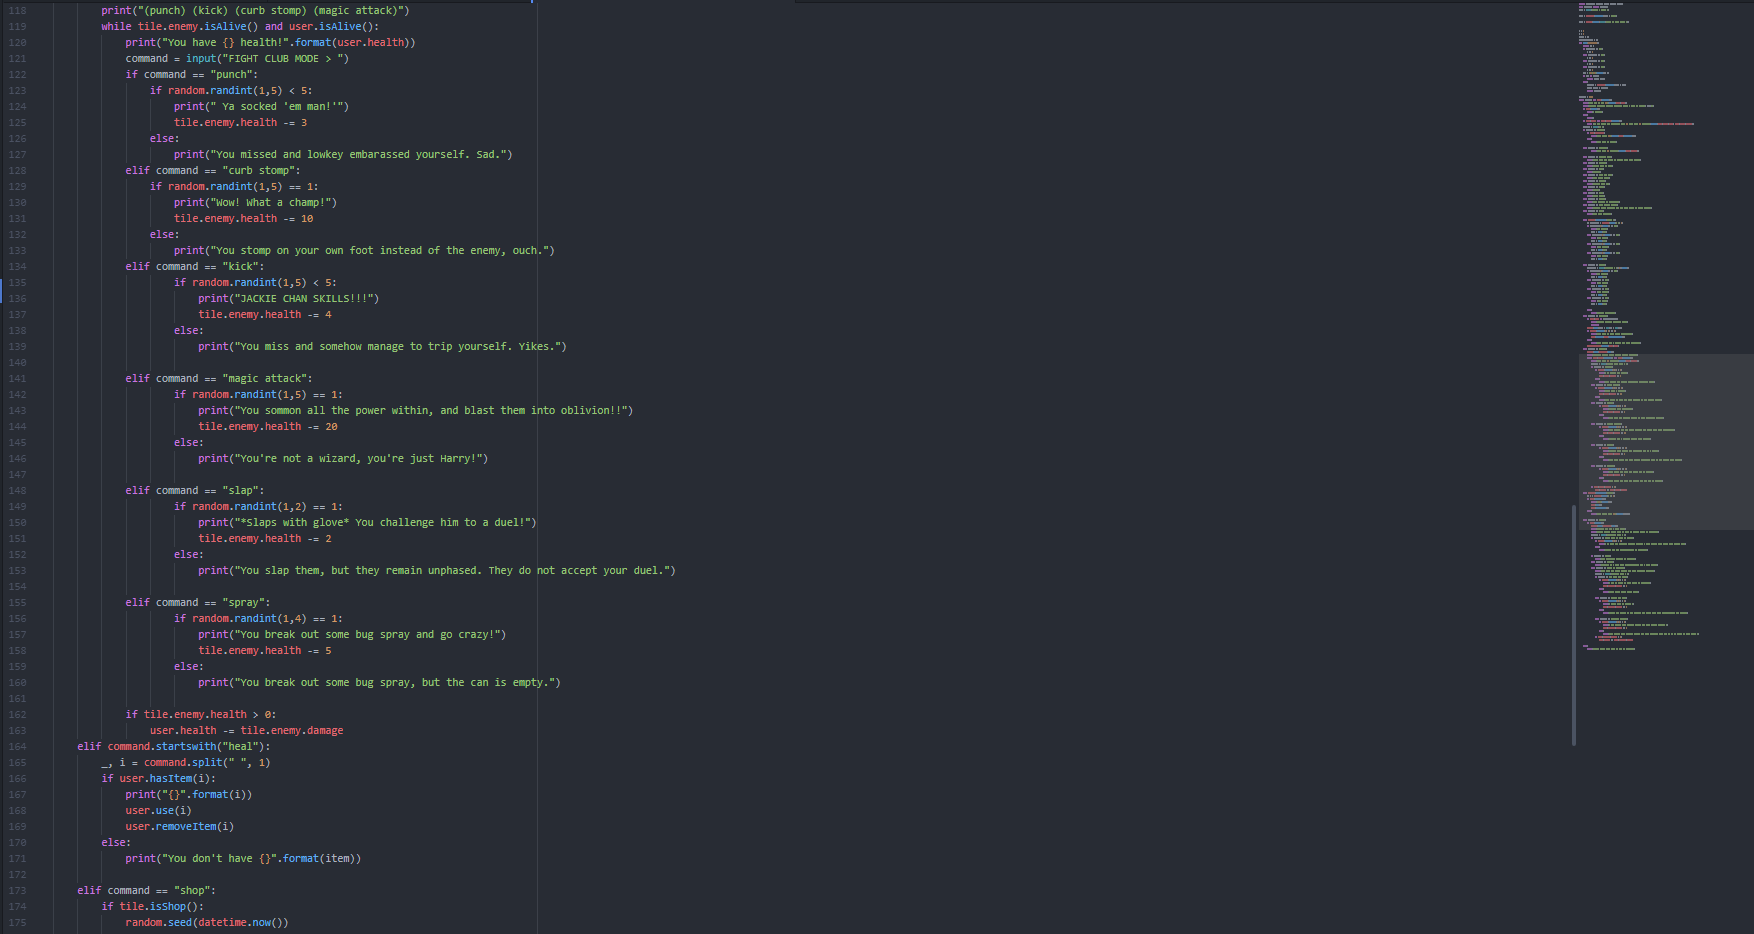 118 print("(punch) (kick) (curb stomp) (magic attack)")
119 while tile.enemy.isAlive() and user.isAlive():
120 print("You have {} health!".format(user.health))
121 command = input("FIGHT CLUB MODE > ")
122 if command == "punch":
123 if random.randint(1,5) < 5:
124 print(" Ya socked 'em man!'")
125 tile.enemy.health -= 3
126 else:
127 print("You missed and lowkey embarassed yourself. Sad.")
128 elif command == "curb stomp":
129 if random.randint(1,5) == 1:
130 print("Wow! What a champ!")
131 tile.enemy.health -= 10
132 else:
133 print("You stomp on your own foot instead of the enemy, ouch.")
134 elif command == "kick":
135 if random.randint(1,5) < 5:
136 print("JACKIE CHAN SKILLS!!!")
137 tile.enemy.health -= 4
138 else:
139 print("You miss and somehow manage to trip yourself. Yikes.")
140
141 elif command == "magic attack":
142 if random.randint(1,5) == 1:
143 print("You sommon all the power within, and blast them into oblivion!!")
144 tile.enemy.health -= 20
145 else:
146 print("You're not a wizard, you're just Harry!")
147
148 elif command == "slap":
149 if random.randint(1,2) == 1:
150 print("*Slaps with glove* You challenge him to a duel!")
151 tile.enemy.health -= 2
152 else:
153 print("You slap them, but they remain unphased. They do not accept your duel.")
154
155 elif command == "spray":
156 if random.randint(1,4) == 1:
157 print("You break out some bug spray and go crazy!")
158 tile.enemy.health -= 5
159 else:
160 print("You break out some bug spray, but the can is empty.")
161
162 if tile.enemy.health > 0:
163 user.health -= tile.enemy.damage
164 elif command.startswith("heal"):
165 _, i = command.split(" ", 1)
166 if user.hasItem(i):
167 print("{}".format(i))
168 user.use(i)
169 user.removeItem(i)
170 else:
171 print("You don't have {}".format(item))
172
173 elif command == "shop":
174 if tile.isShop():
175 random.seed(datetime.now())